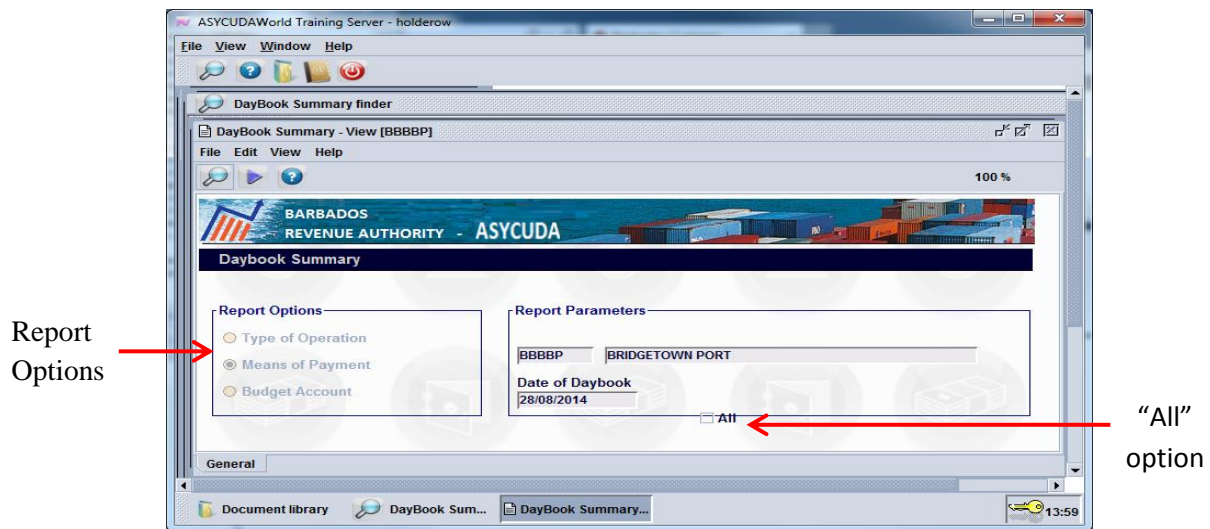 ASYCUDAWorld Training Server - holderow
File View Window Help
DayBook Summary finder
DayBook Summary - View [BBBBP]
File Edit View Help
100 %
BARBADOS
REVENUE AUTHORITY - ASYCUDA
Daybook Summary
Report Options
Type of Operation
Means of Payment
Budget Account
Report Parameters
BBBBP BRIDGETOWN PORT
Date of Daybook
28/08/2014
All
Report
Options
“All”
option
General
Document library DayBook Sum... DayBook Summary... 13:59